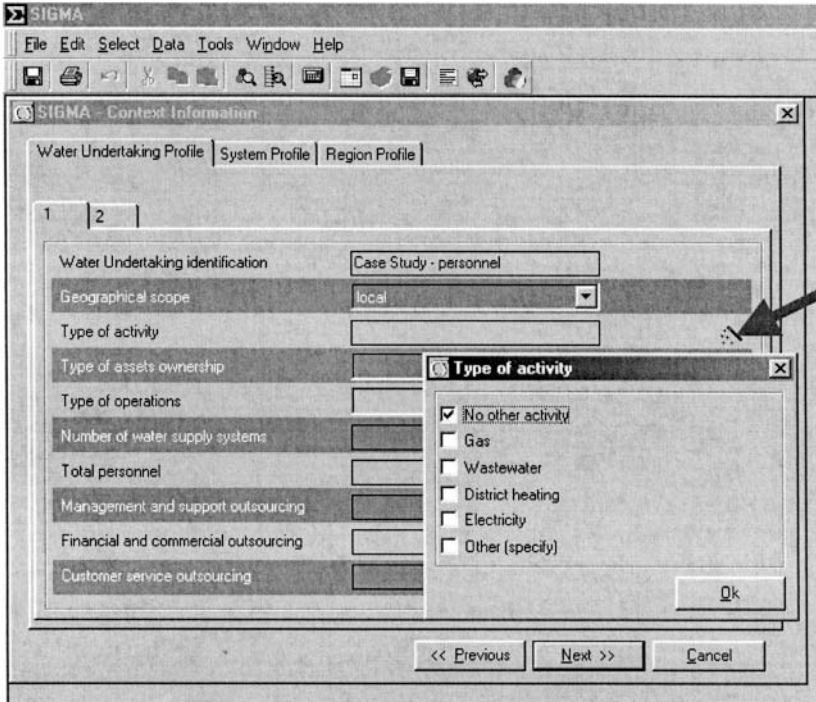 SIGMA
File Edit Select Data Tools Window Help
SIGMA - Context Information
Water Undertaking Profile System Profile Region Profile
1 2
Water Undertaking identification Case Study - personnel
Geographical scope local
Type of activity
Type of assets ownership
Type of operations
Number of water supply systems
Total personnel
Management and support outsourcing
Financial and commercial outsourcing
Customer service outsourcing
Type of activity
No other activity
Gas
Wastewater
District heating
Electricity
Other (specify)
Ok
<< Previous Next >> Cancel